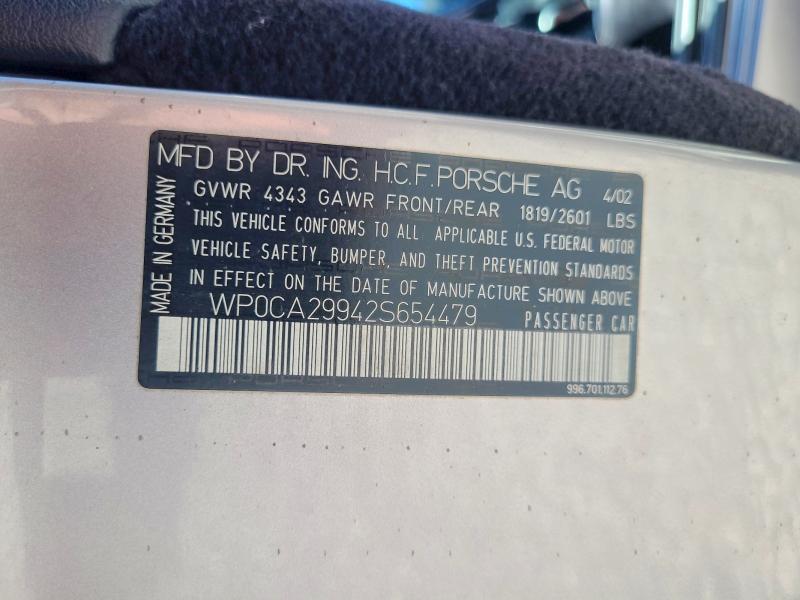 MFD BY DR. ING. H.C.F. PORSCHE AG 4/02
GVWR 4343 GAWR FRONT/REAR 1819/2601 LBS
THIS VEHICLE CONFORMS TO ALL APPLICABLE U.S. FEDERAL MOTOR
VEHICLE SAFETY, BUMPER, AND THEFT PREVENTION STANDARDS
IN EFFECT ON THE DATE OF MANUFACTURE SHOWN ABOVE
WP0CA29942S654479 PASSENGER CAR
MADE IN GERMANY
996.701.112.76